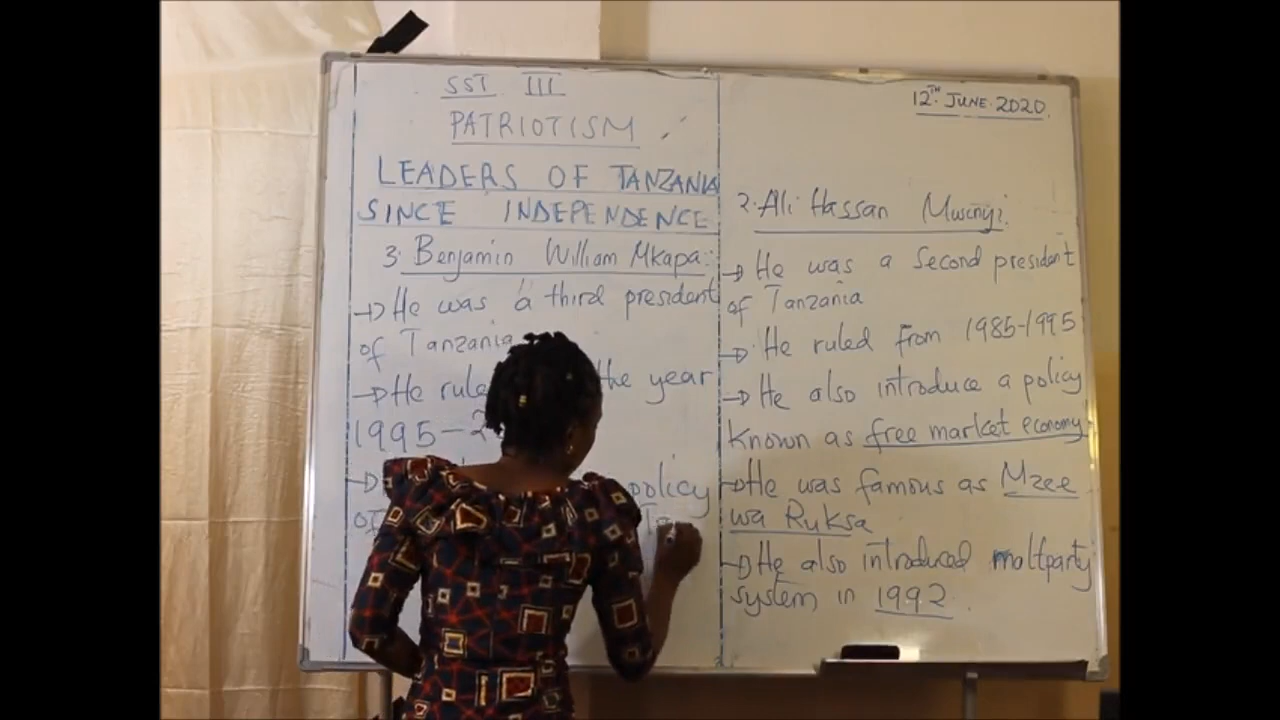 SST III
PATRIOTISM
LEADERS OF TANZANIA
SINCE INDEPENDENCE
3. Benjamin William Mkapa:
→ He was a third president
of Tanzania
→ He rule the year
1995-2
policy
of
12TH JUNE 2020
2. Ali Hassan Mwinyi.
→ He was a second president
of Tanzania
→ He ruled from 1985-1995
→ He also introduce a policy
known as free market economy
→ He was famous as Mzee
wa Ruksa
→ He also introduced moltparty
system in 1992.